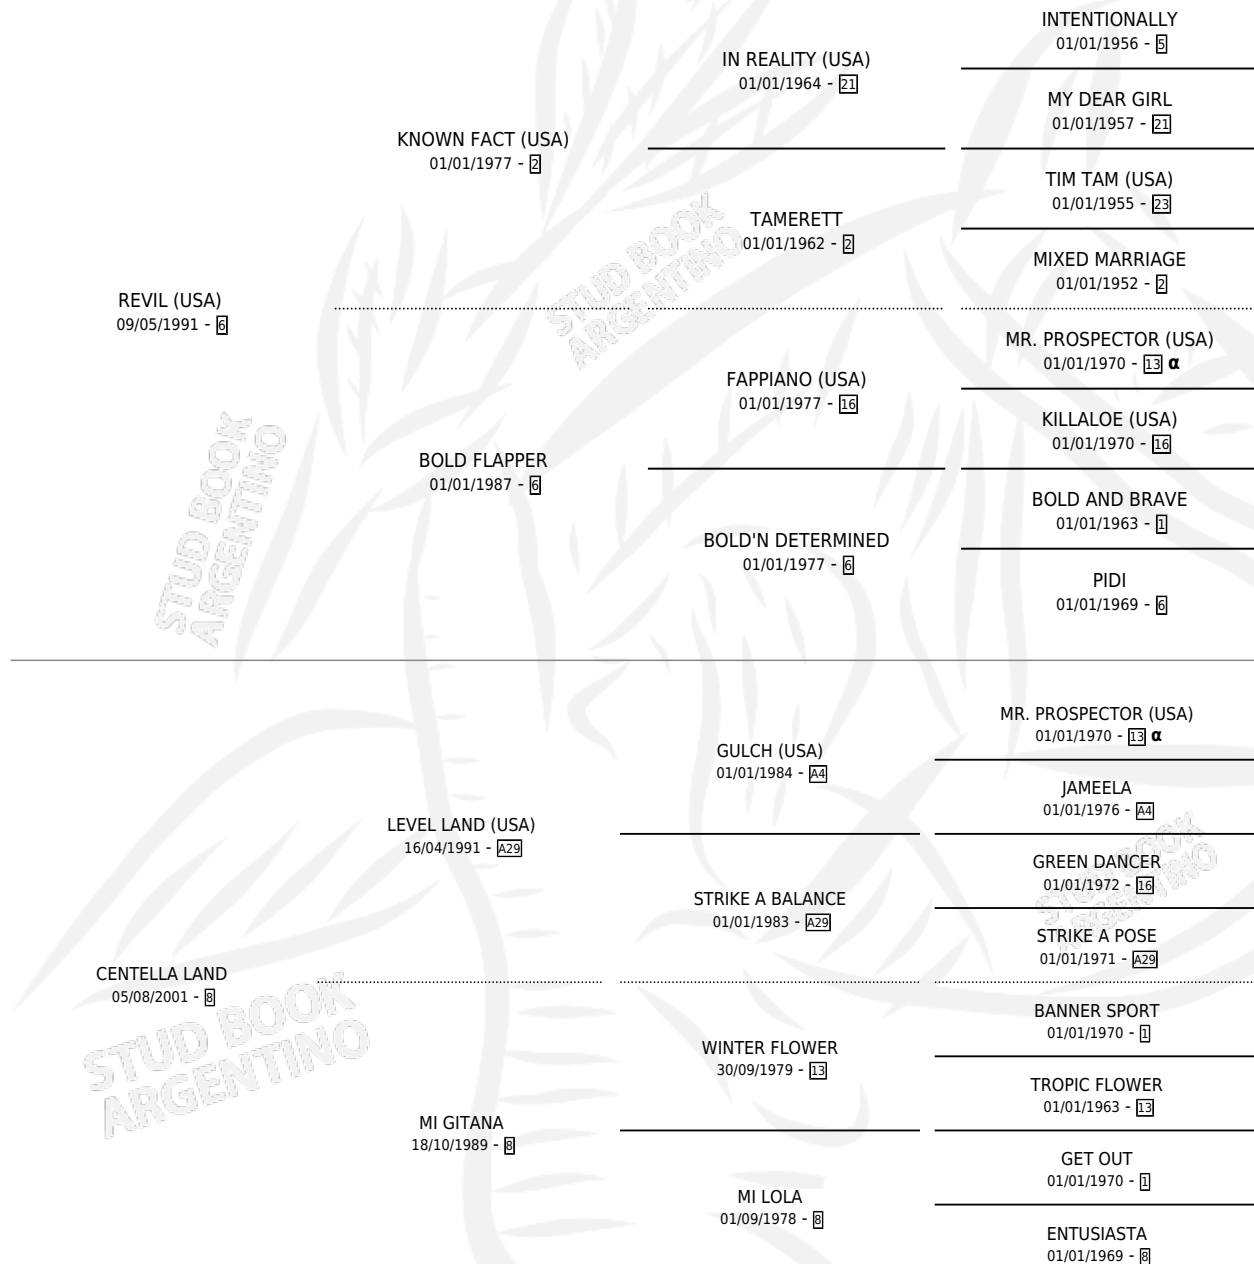 INTENTIONALLY
01/01/1956 - 5
IN REALITY (USA)
01/01/1964 - 21
MY DEAR GIRL
01/01/1957 - 21
KNOWN FACT (USA)
01/01/1977 - 2
TIM TAM (USA)
01/01/1955 - 23
TAMERETT
01/01/1962 - 2
MIXED MARRIAGE
01/01/1952 - 2
REVIL (USA)
09/05/1991 - 6
MR. PROSPECTOR (USA)
01/01/1970 - 13 α
FAPPIANO (USA)
01/01/1977 - 16
KILLALOE (USA)
01/01/1970 - 16
BOLD FLAPPER
01/01/1987 - 6
BOLD AND BRAVE
01/01/1963 - 1
BOLD'N DETERMINED
01/01/1977 - 6
PIDI
01/01/1969 - 6
MR. PROSPECTOR (USA)
01/01/1970 - 13 α
GULCH (USA)
01/01/1984 - A4
JAMEELA
01/01/1976 - A4
LEVEL LAND (USA)
16/04/1991 - A29
GREEN DANCER
01/01/1972 - 16
STRIKE A BALANCE
01/01/1983 - A29
STRIKE A POSE
01/01/1971 - A29
CENTELLA LAND
05/08/2001 - 8
BANNER SPORT
01/01/1970 - 1
WINTER FLOWER
30/09/1979 - 13
TROPIC FLOWER
01/01/1963 - 13
MI GITANA
18/10/1989 - 8
GET OUT
01/01/1970 - 1
MI LOLA
01/09/1978 - 8
ENTUSIASTA
01/01/1969 - 8
STUD BOOK
ARGENTINO
STUD BOOK
ARGENTINO
STUD BOOK
ARGENTINO
STUD BOOK
ARGENTINO